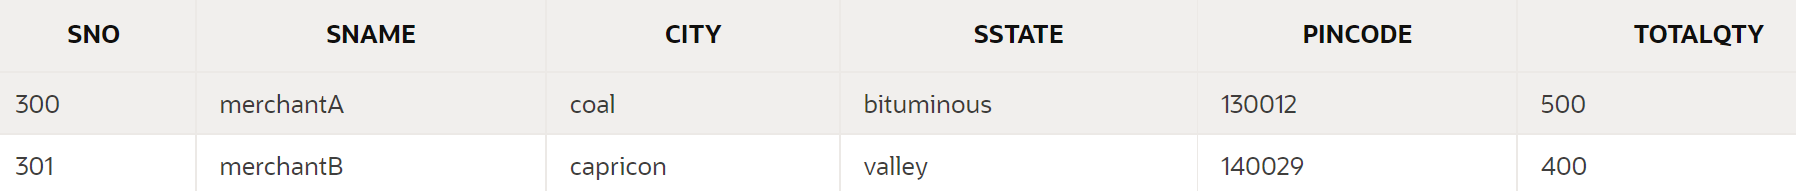 SNO SNAME CITY SSTATE PINCODE TOTALQTY
300 merchantA coal bituminous 130012 500
301 merchantB capricon valley 140029 400